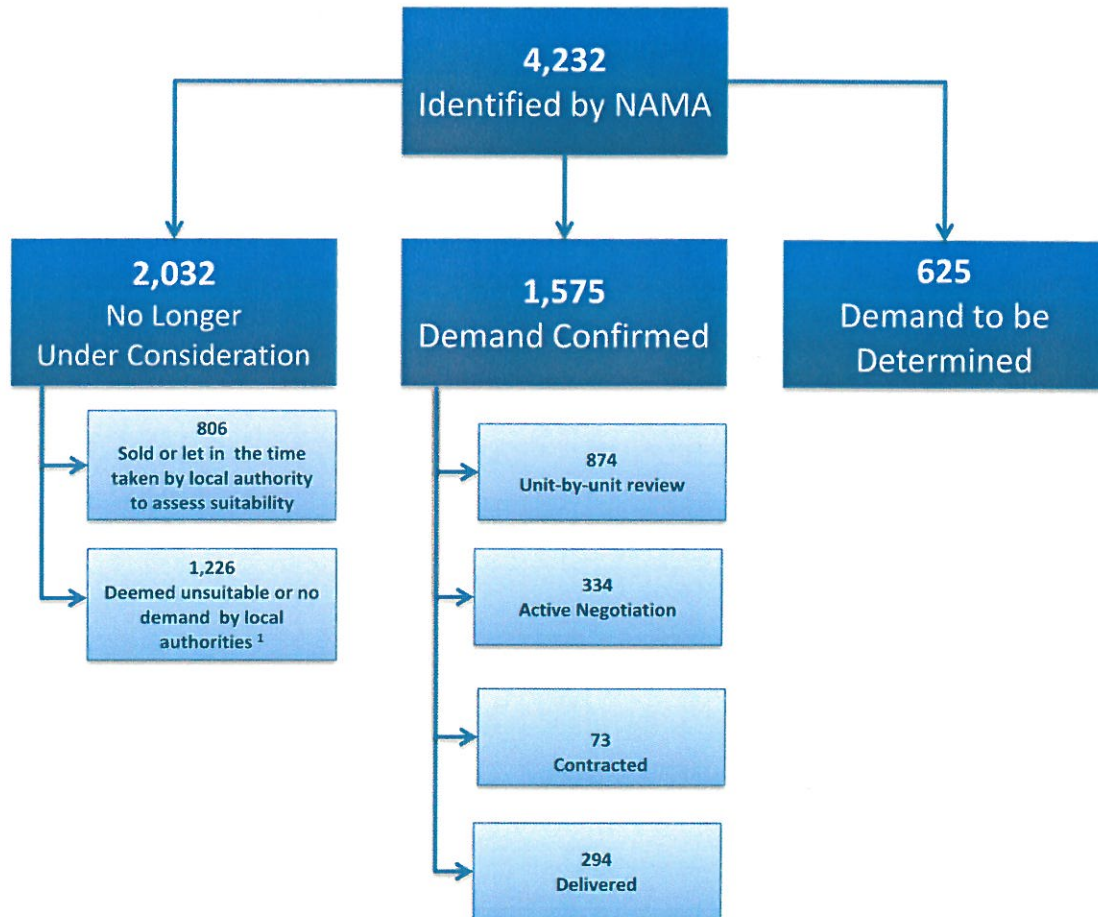 4,232
Identified by NAMA
2,032
No Longer
Under Consideration
1,575
Demand Confirmed
625
Demand to be
Determined
806
Sold or let in the time
taken by local authority
to assess suitability
1,226
Deemed unsuitable or no
demand by local
authorities ¹
874
Unit-by-unit review
334
Active Negotiation
73
Contracted
294
Delivered